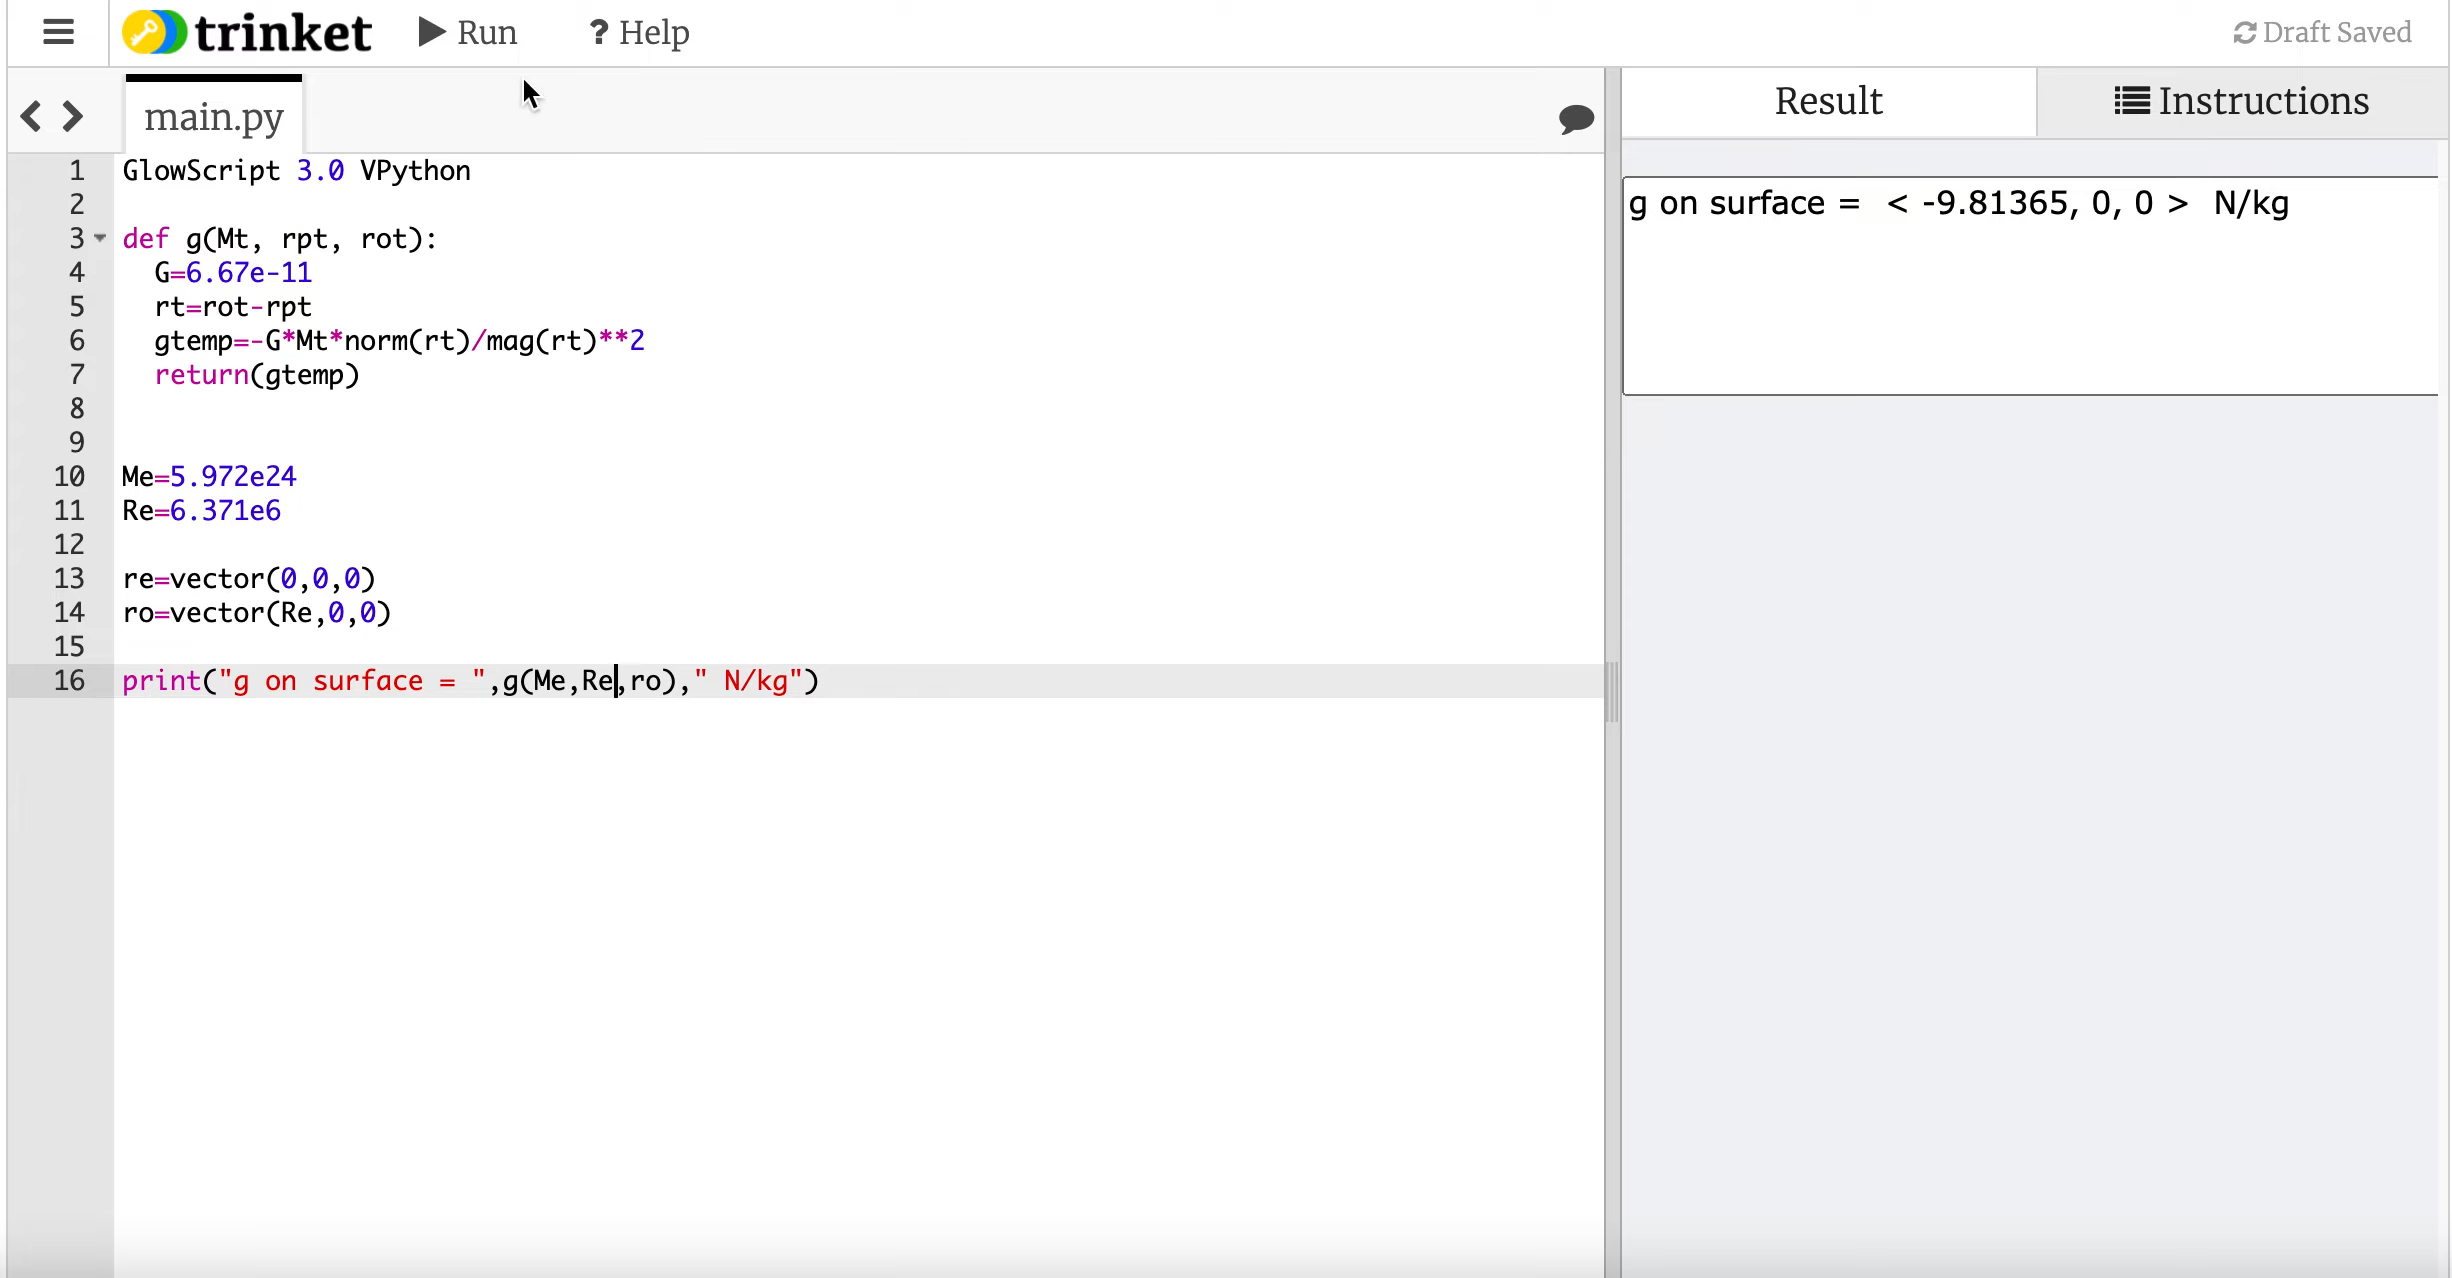 trinket Run ? Help Draft Saved
main.py Result Instructions
1 GlowScript 3.0 VPython
2
3 def g(Mt, rpt, rot):
4   G=6.67e-11
5   rt=rot-rpt
6   gtemp=-G*Mt*norm(rt)/mag(rt)**2
7   return(gtemp)
8
9
10 Me=5.972e24
11 Re=6.371e6
12
13 re=vector(0,0,0)
14 ro=vector(Re,0,0)
15
16 print("g on surface = ",g(Me,Re,ro)," N/kg")
g on surface =  < -9.81365, 0, 0 >  N/kg